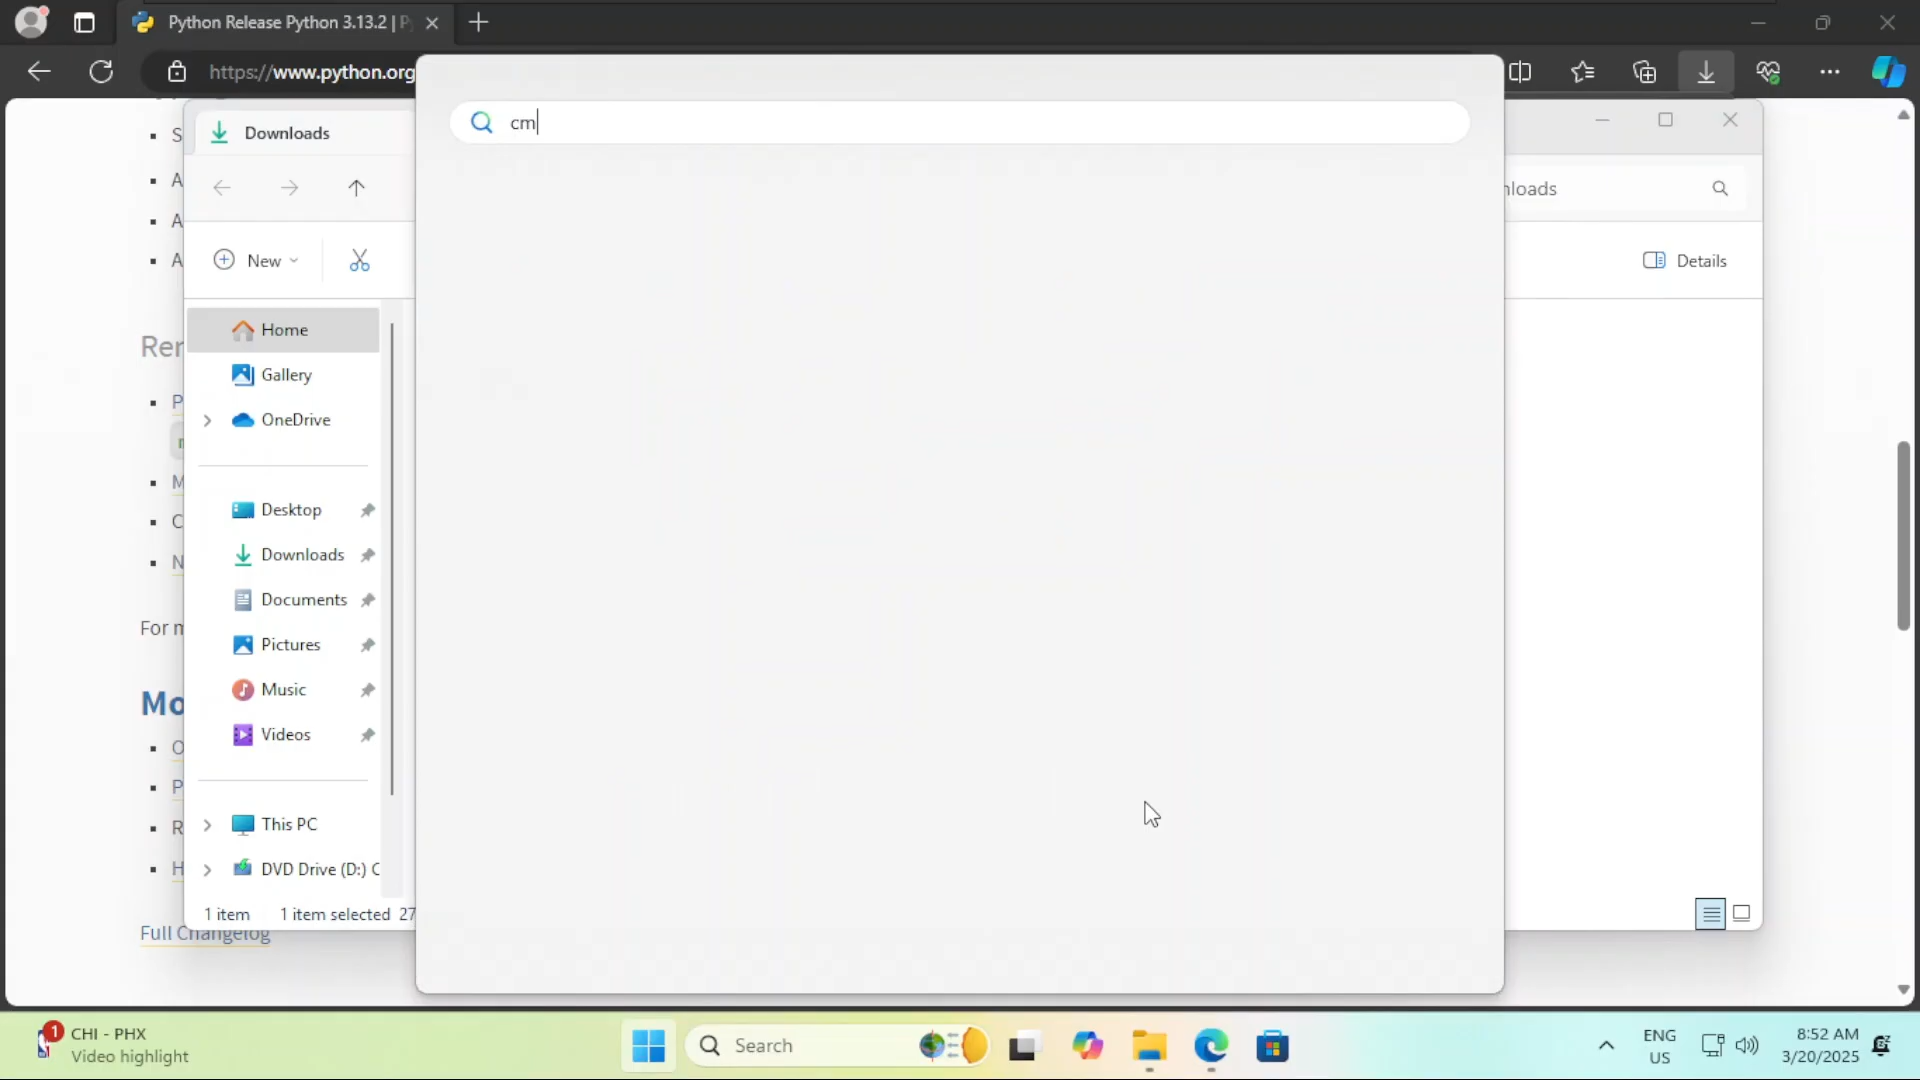 Python Release Python 3.13.2 | P
https://www.python.org
cm
Downloads
nloads
New
Details
S
A
A
A
Home
Rer
Gallery
P
OneDrive
M
Desktop
C
Downloads
N
Documents
For m
Pictures
Music
Mo
Videos
O
P
This PC
R
H
DVD Drive (D:) C
1 item
1 item selected 27
Full Changelog
1
CHI - PHX
Video highlight
Search
ENG
US
8:52 AM
3/20/2025